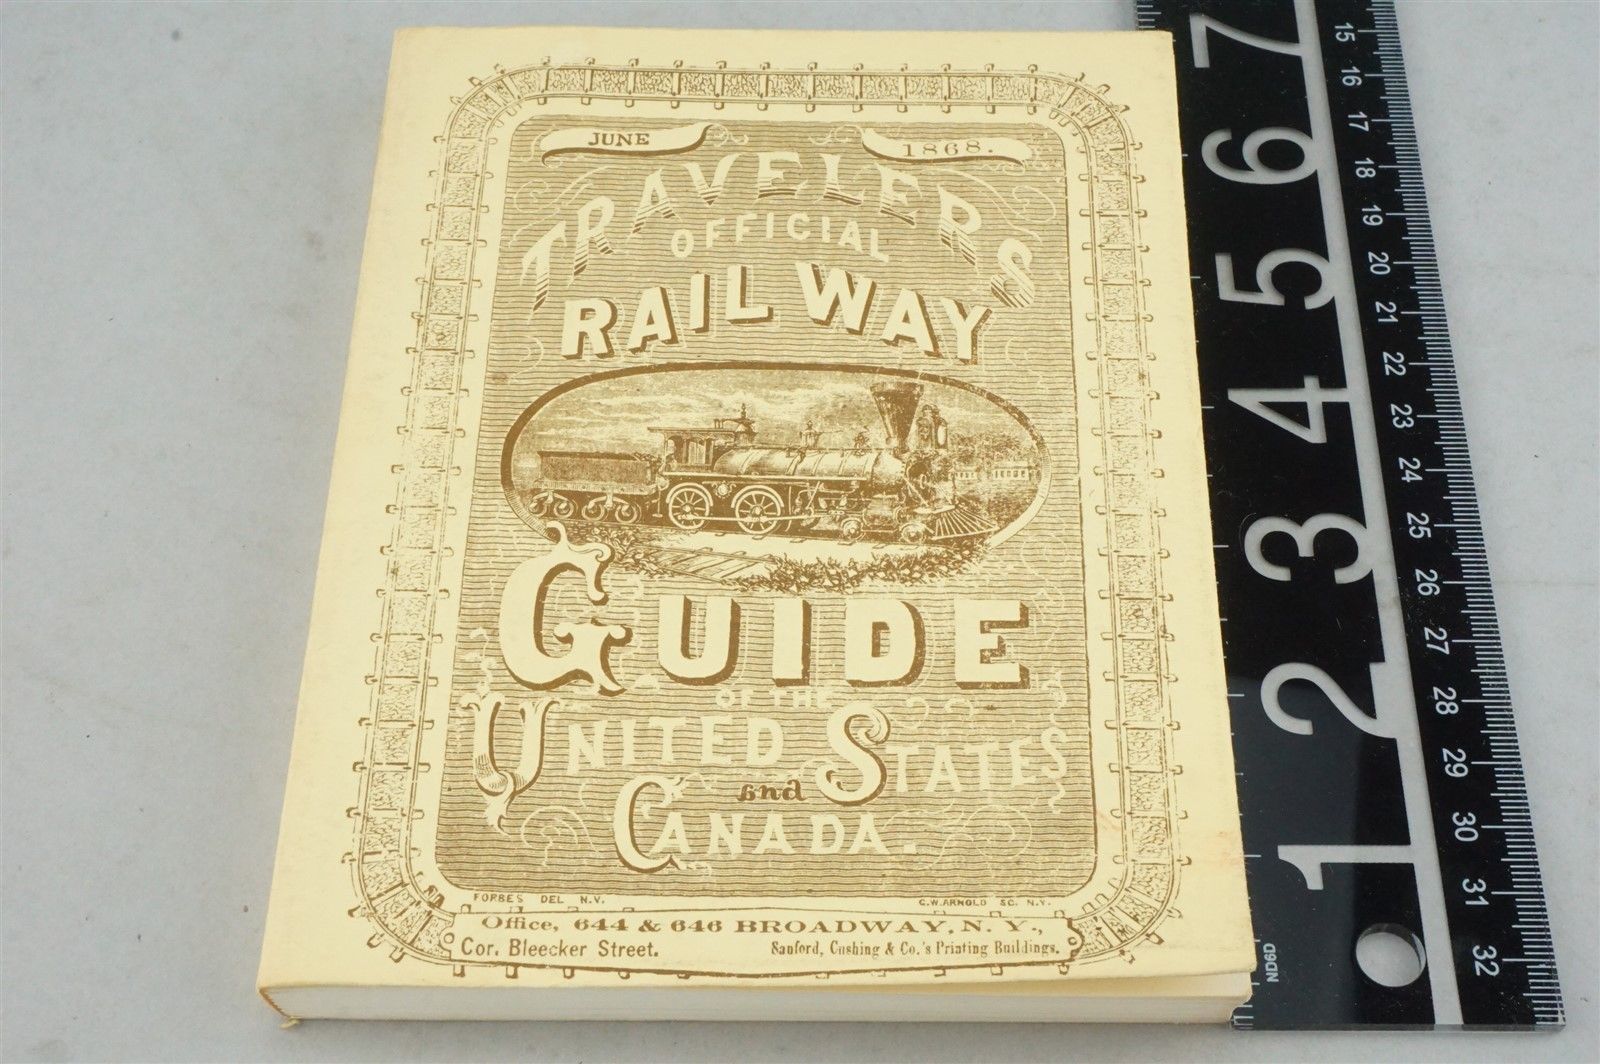 JUNE 1868.
TRAVELERS
OFFICIAL
RAILWAY
GUIDE
OF THE
UNITED STATES
and
CANADA.
FORBES DEL N.Y. C.W.ARNOLD SC. N.Y.
Office, 644 & 646 BROADWAY, N. Y.,
Cor. Bleecker Street. Sanford, Cushing & Co.'s Printing Buildings.
7
6
5
4
3
2
1
15
16
17
18
19
20
21
22
23
24
25
26
27
28
29
30
31
32
ND6D